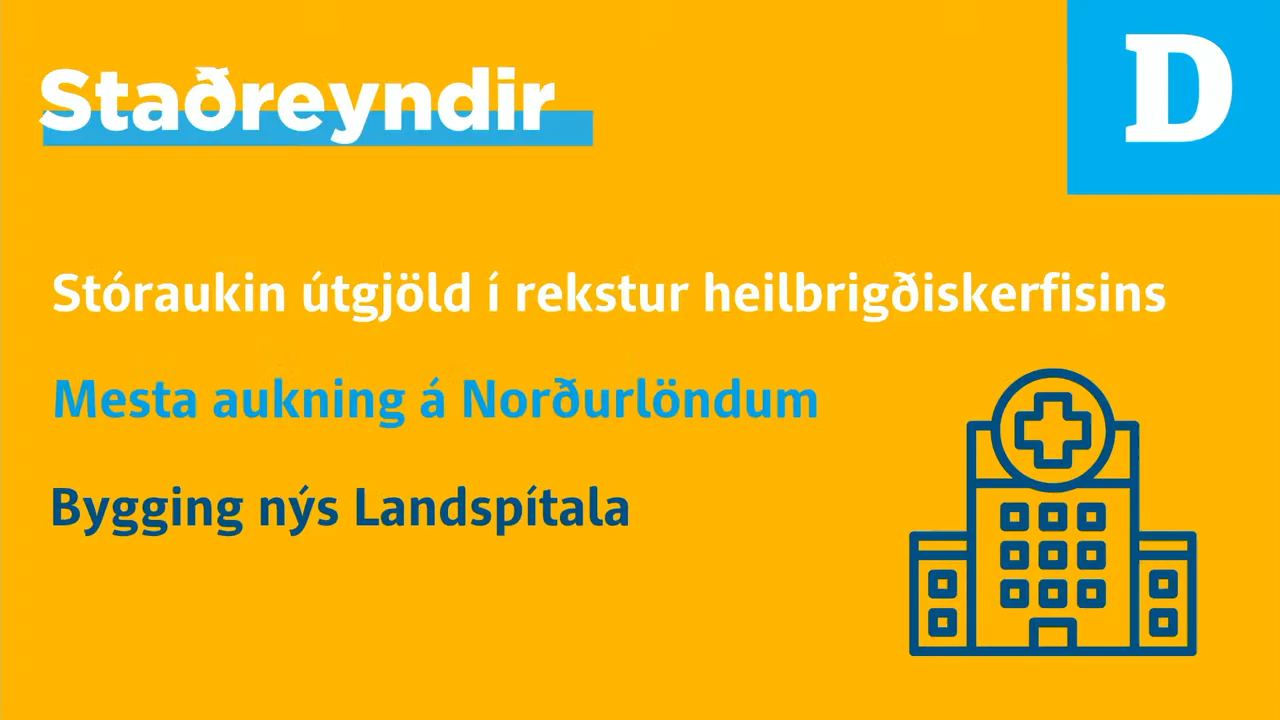 Staðreyndir
D
Stóraukin útgjöld í rekstur heilbrigðiskerfisins
Mesta aukning á Norðurlöndum
Bygging nýs Landspítala